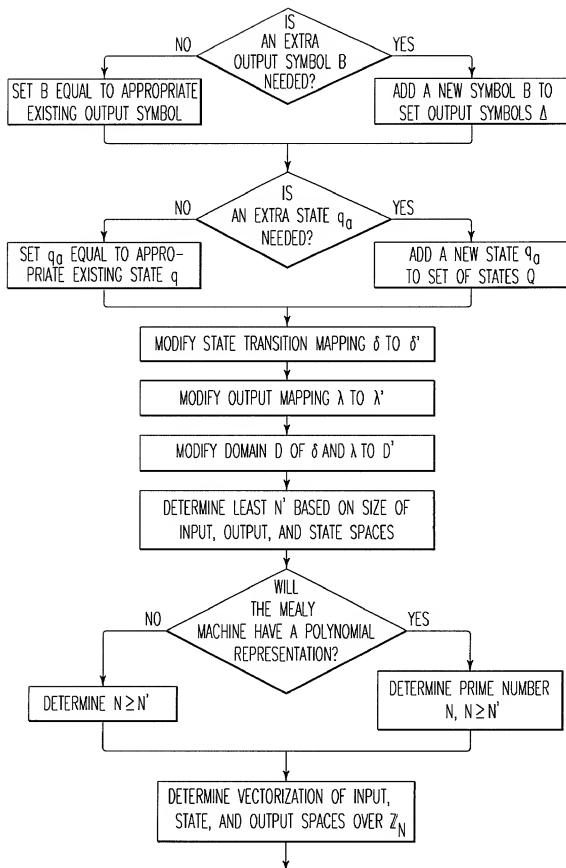 IS
AN EXTRA
OUTPUT SYMBOL B
NEEDED?
NO
YES
SET B EQUAL TO APPROPRIATE
EXISTING OUTPUT SYMBOL
ADD A NEW SYMBOL B TO
SET OUTPUT SYMBOLS Δ
IS
AN EXTRA STATE qₐ
NEEDED?
NO
YES
SET qₐ EQUAL TO APPRO-
PRIATE EXISTING STATE q
ADD A NEW STATE qₐ
TO SET OF STATES Q
MODIFY STATE TRANSITION MAPPING δ TO δ'
MODIFY OUTPUT MAPPING λ TO λ'
MODIFY DOMAIN D OF δ AND λ TO D'
DETERMINE LEAST N' BASED ON SIZE OF
INPUT, OUTPUT, AND STATE SPACES
WILL
THE MEALY
MACHINE HAVE A POLYNOMIAL
REPRESENTATION?
NO
YES
DETERMINE N ≥ N'
DETERMINE PRIME NUMBER
N, N ≥ N'
DETERMINE VECTORIZATION OF INPUT,
STATE, AND OUTPUT SPACES OVER ℤ_N